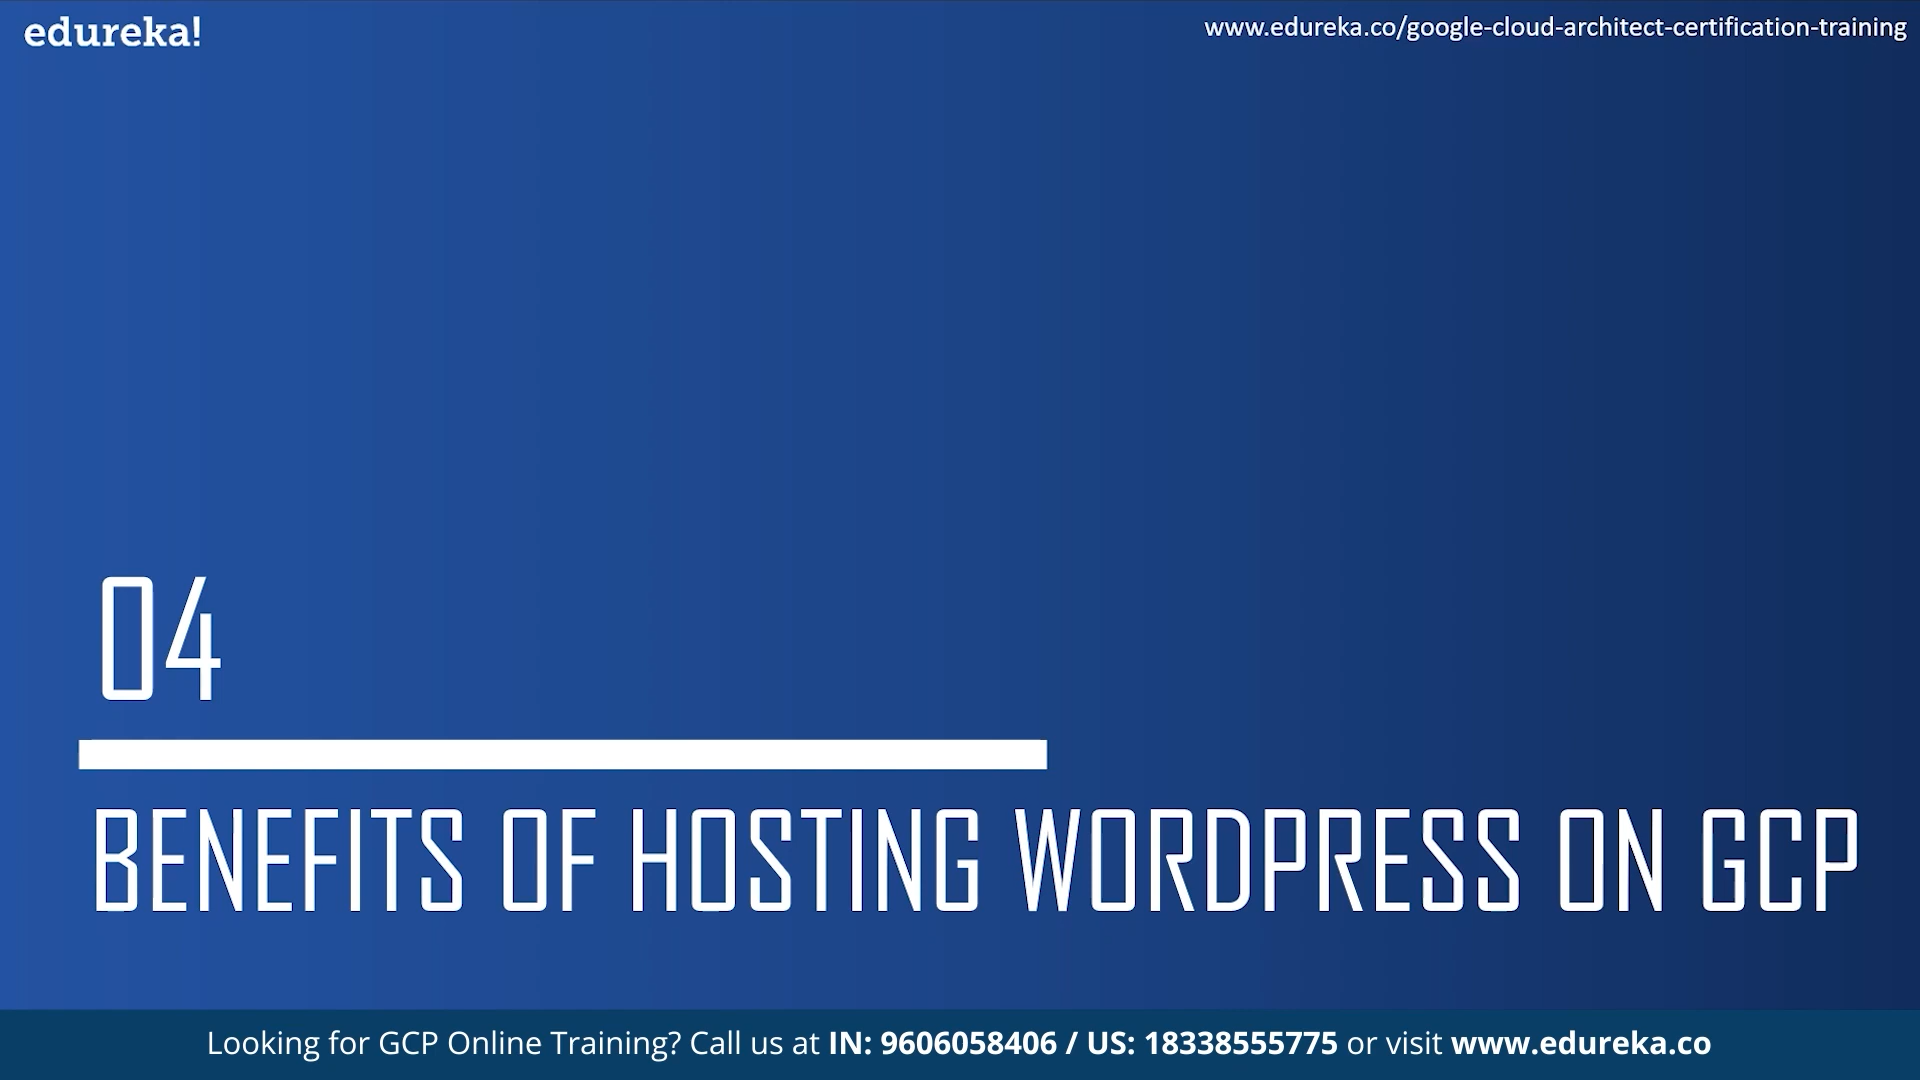 edureka!
www.edureka.co/google-cloud-architect-certification-training
04
BENEFITS OF HOSTING WORDPRESS ON GCP
Looking for GCP Online Training? Call us at IN: 9606058406 / US: 18338555775 or visit www.edureka.co